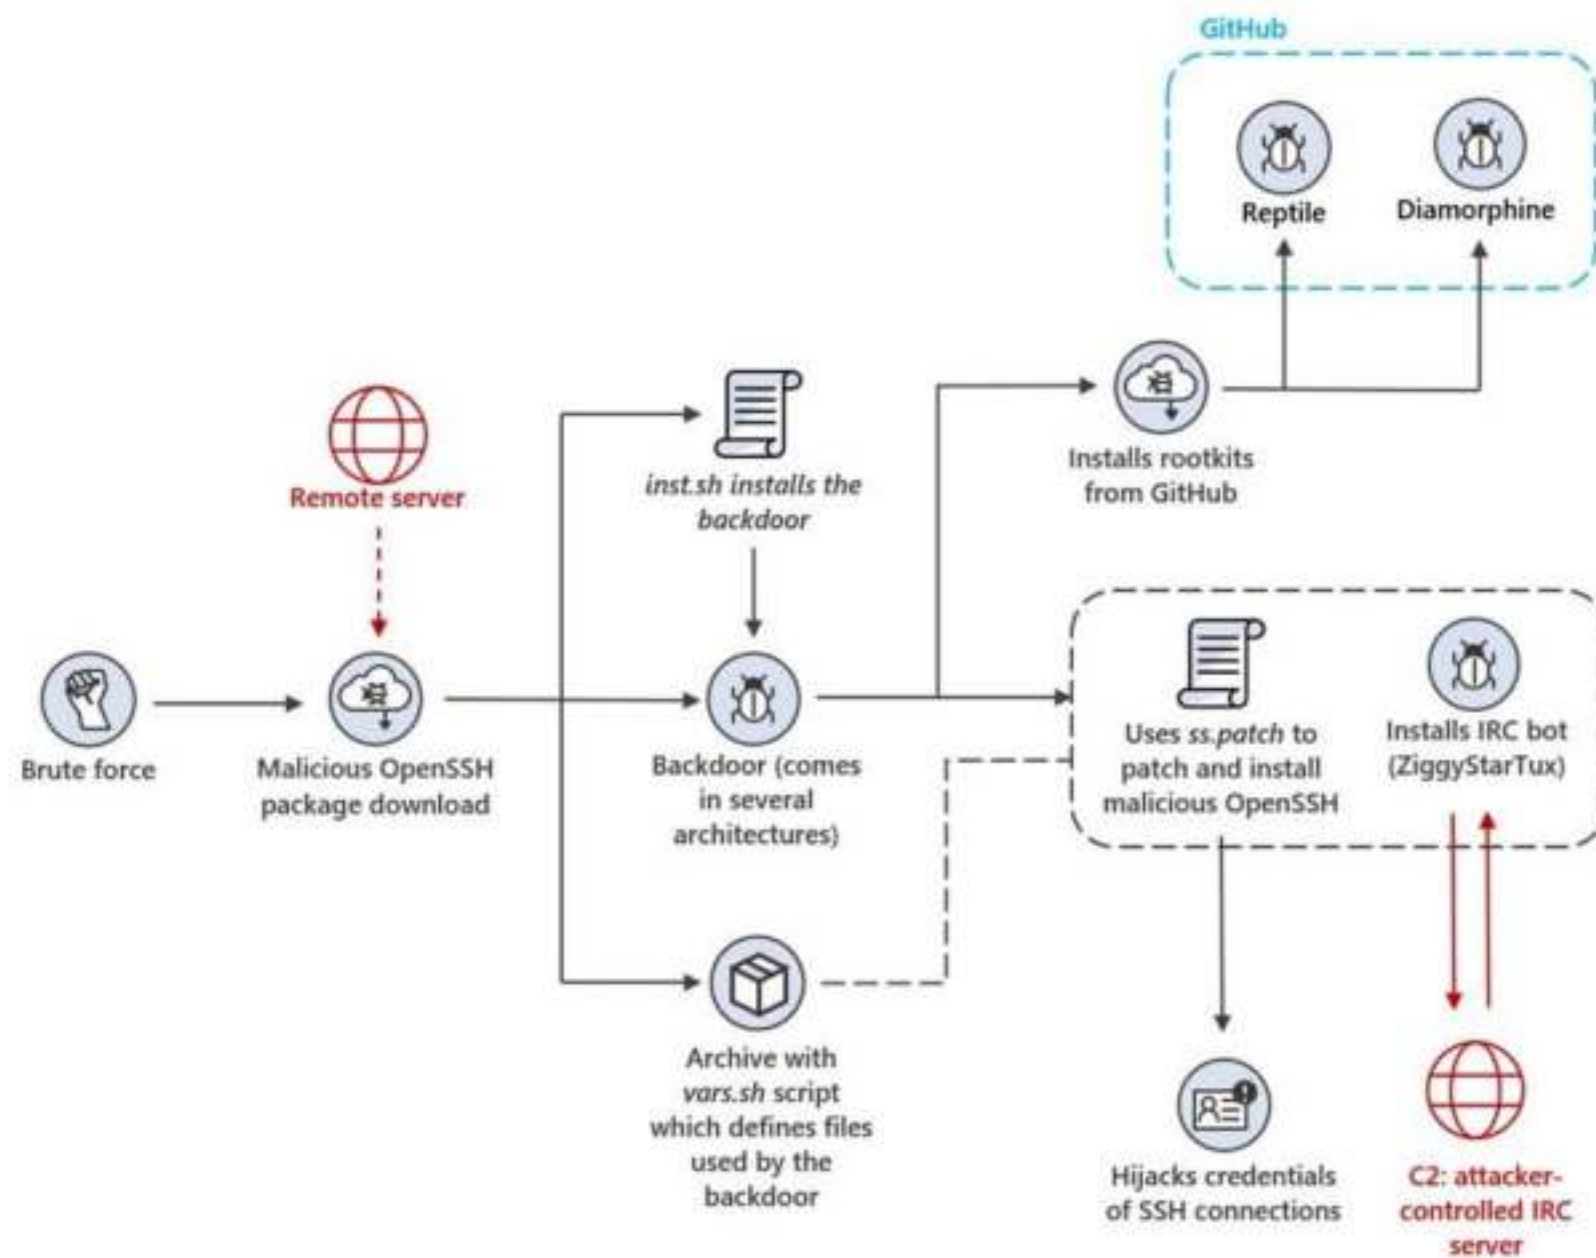 GitHub
Reptile
Diamorphine
Installs rootkits
from GitHub
Remote server
inst.sh installs the
backdoor
Brute force
Malicious OpenSSH
package download
Backdoor (comes
in several
architectures)
Uses ss.patch to
patch and install
malicious OpenSSH
Installs IRC bot
(ZiggyStarTux)
Archive with
vars.sh script
which defines files
used by the
backdoor
Hijacks credentials
of SSH connections
C2: attacker-
controlled IRC
server